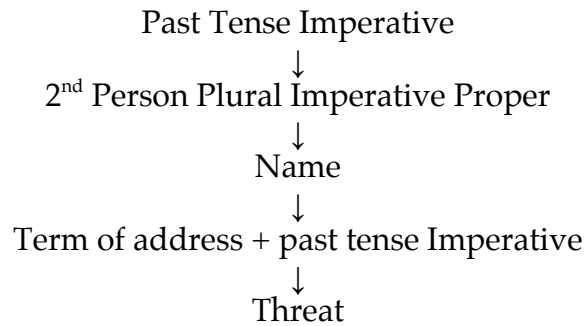 Past Tense Imperative
↓
2nd Person Plural Imperative Proper
↓
Name
↓
Term of address + past tense Imperative
↓
Threat